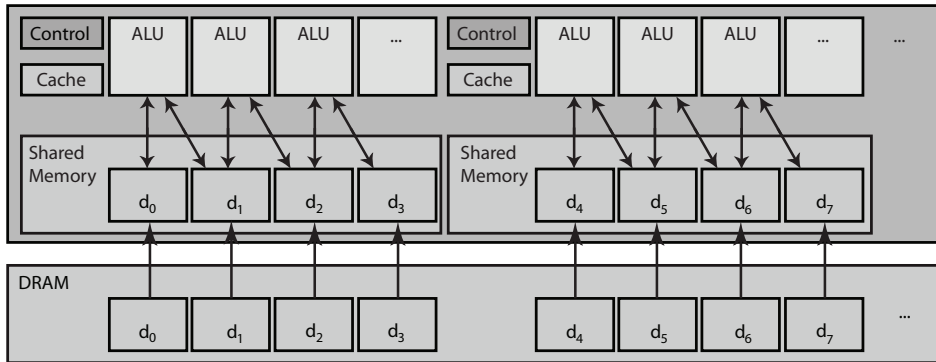 Control ALU ALU ALU ... Control ALU ALU ALU ... ...
Cache Cache
Shared Memory Shared Memory
d₀ d₁ d₂ d₃ d₄ d₅ d₆ d₇
DRAM
d₀ d₁ d₂ d₃ d₄ d₅ d₆ d₇ ...